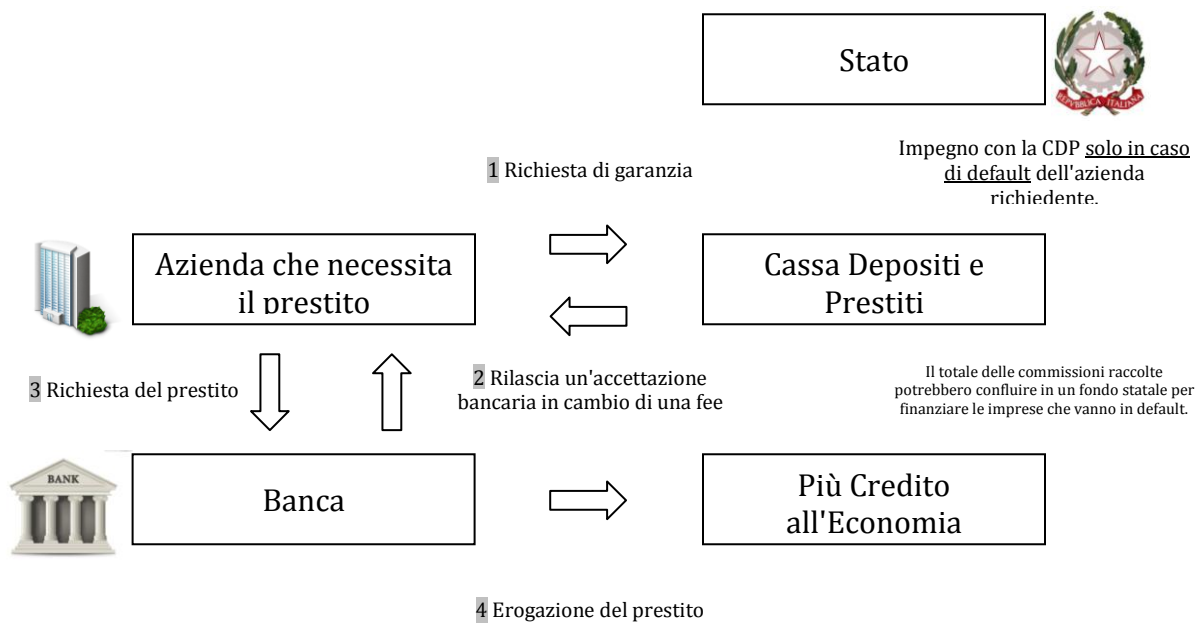 Stato
REPVBBLICA ITALIANA
Impegno con la CDP solo in caso
di default dell'azienda
richiedente.
1 Richiesta di garanzia
Azienda che necessita
il prestito
Cassa Depositi e
Prestiti
3 Richiesta del prestito
2 Rilascia un'accettazione
bancaria in cambio di una fee
Il totale delle commissioni raccolte
potrebbero confluire in un fondo statale per
finanziare le imprese che vanno in default.
BANK
Banca
Più Credito
all'Economia
4 Erogazione del prestito